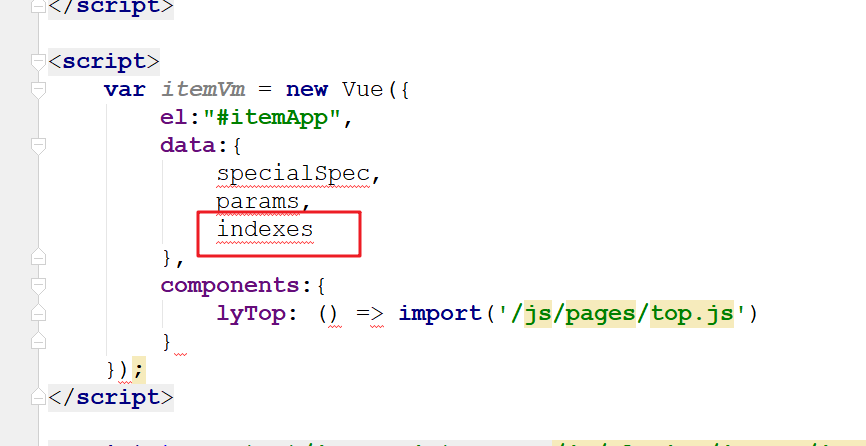 </script>
<script>
var itemVm = new Vue({
el:"#itemApp",
data:{
specialSpec,
params,
indexes
},
components:{
lyTop: () => import('/js/pages/top.js')
}
});
</script>